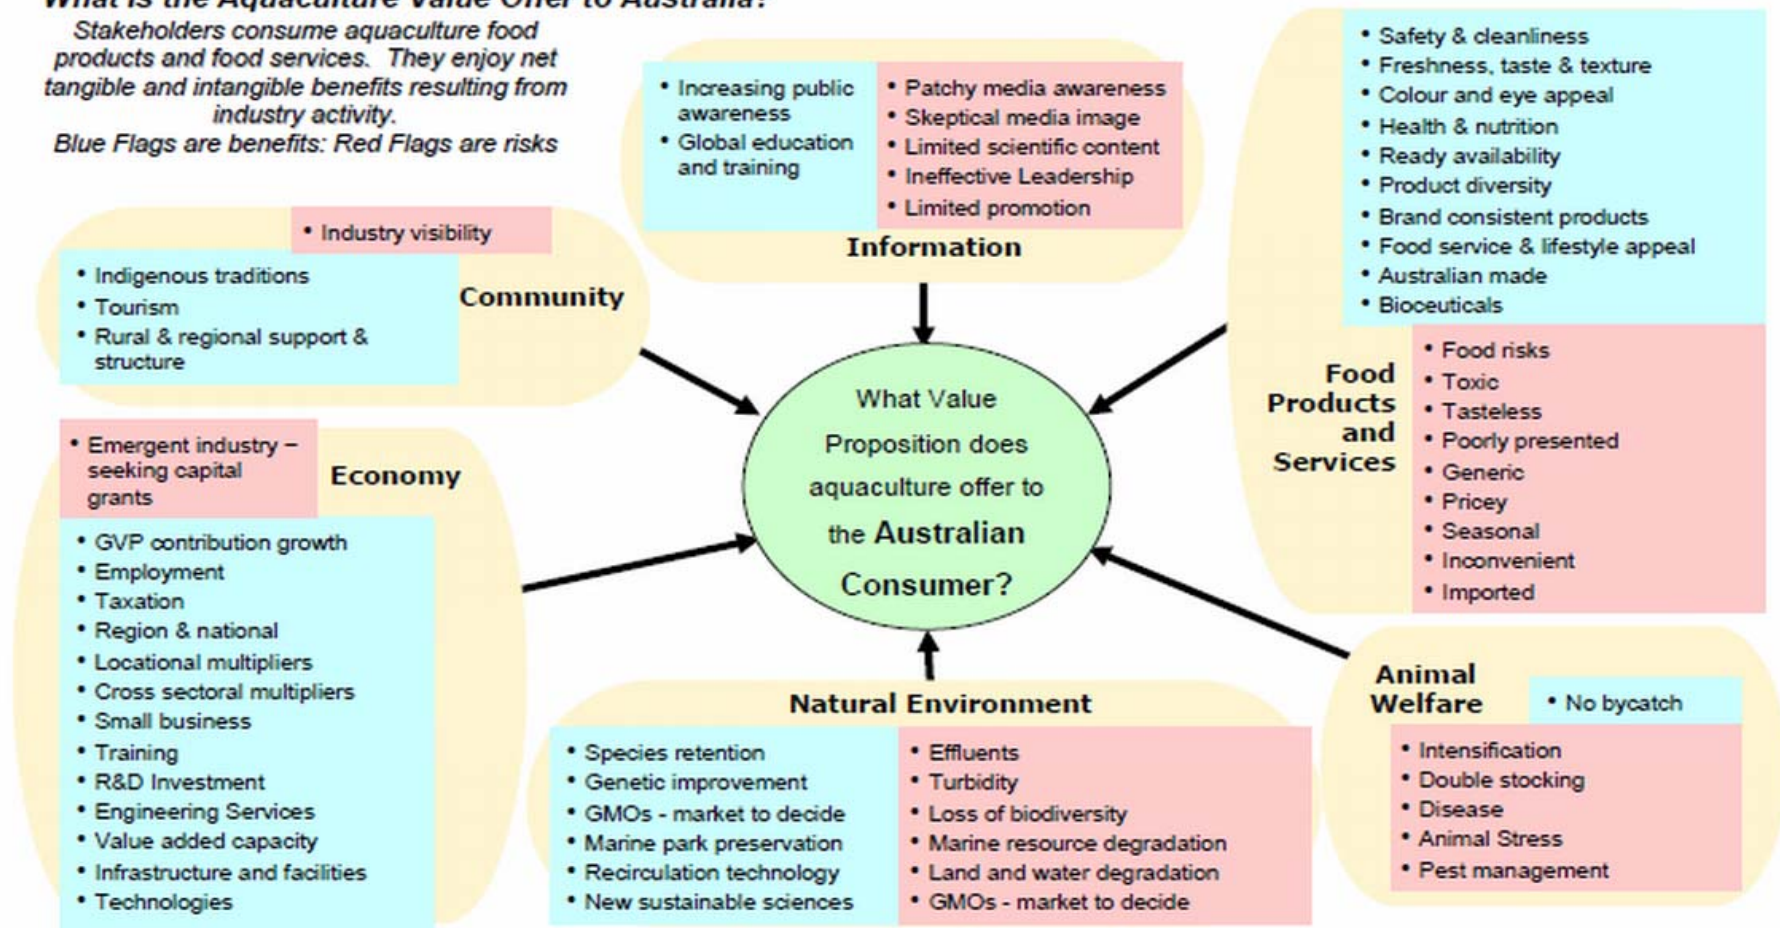 What is the Aquaculture Value Offer to Australia?
Stakeholders consume aquaculture food
products and food services. They enjoy net
tangible and intangible benefits resulting from
industry activity.
Blue Flags are benefits: Red Flags are risks
• Increasing public
awareness
• Global education
and training
• Patchy media awareness
• Skeptical media image
• Limited scientific content
• Ineffective Leadership
• Limited promotion
Information
• Safety & cleanliness
• Freshness, taste & texture
• Colour and eye appeal
• Health & nutrition
• Ready availability
• Product diversity
• Brand consistent products
• Food service & lifestyle appeal
• Australian made
• Bioceuticals
Food
Products
and
Services
• Food risks
• Toxic
• Tasteless
• Poorly presented
• Generic
• Pricey
• Seasonal
• Inconvenient
• Imported
• Industry visibility
• Indigenous traditions
• Tourism
• Rural & regional support &
structure
Community
What Value
Proposition does
aquaculture offer to
the Australian
Consumer?
• Emergent industry –
seeking capital
grants
Economy
• GVP contribution growth
• Employment
• Taxation
• Region & national
• Locational multipliers
• Cross sectoral multipliers
• Small business
• Training
• R&D Investment
• Engineering Services
• Value added capacity
• Infrastructure and facilities
• Technologies
Natural Environment
• Species retention
• Genetic improvement
• GMOs - market to decide
• Marine park preservation
• Recirculation technology
• New sustainable sciences
• Effluents
• Turbidity
• Loss of biodiversity
• Marine resource degradation
• Land and water degradation
• GMOs - market to decide
Animal
Welfare
• No bycatch
• Intensification
• Double stocking
• Disease
• Animal Stress
• Pest management